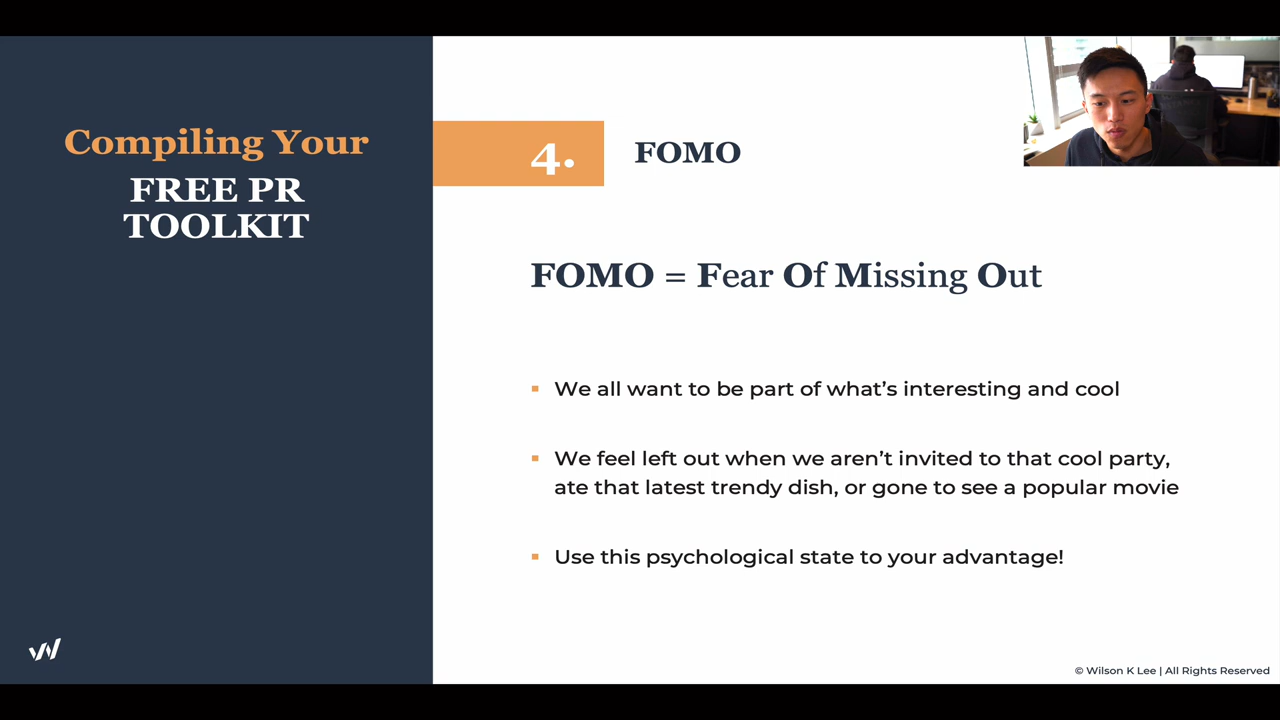 Compiling Your
FREE PR
TOOLKIT
4.
FOMO
FOMO = Fear Of Missing Out
▪ We all want to be part of what's interesting and cool
▪ We feel left out when we aren't invited to that cool party,
ate that latest trendy dish, or gone to see a popular movie
▪ Use this psychological state to your advantage!
© Wilson K Lee | All Rights Reserved